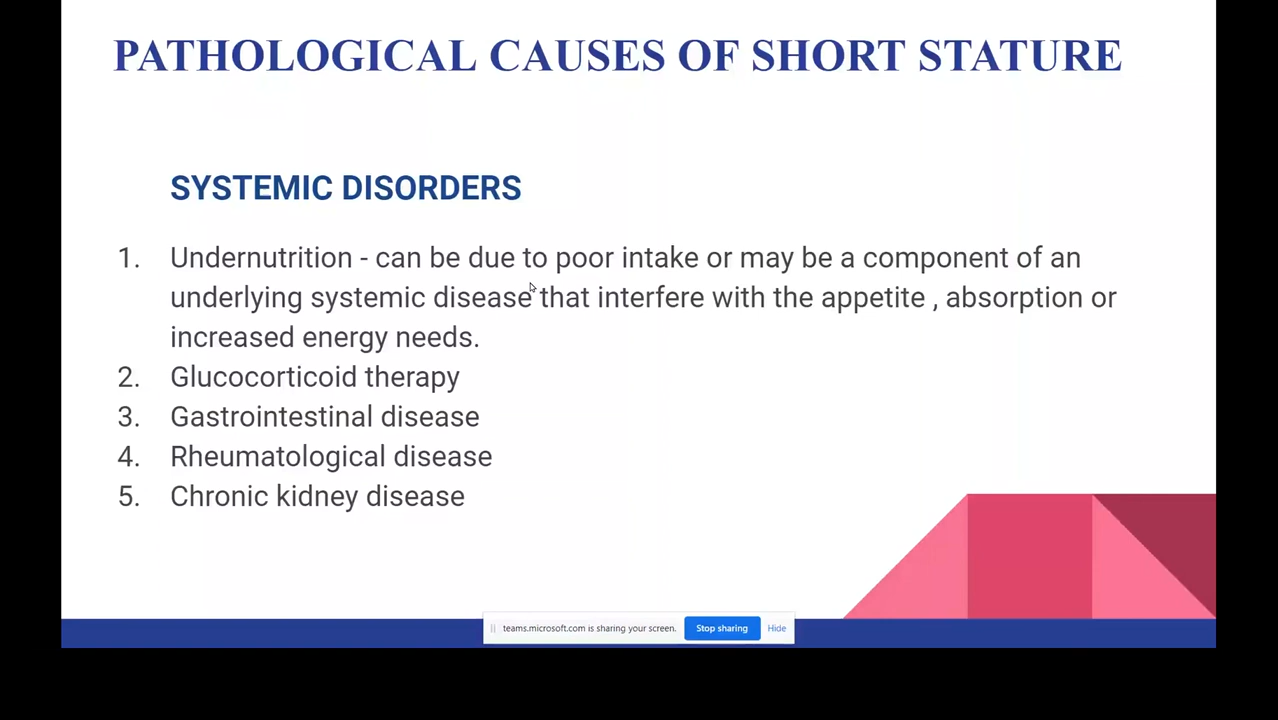 PATHOLOGICAL CAUSES OF SHORT STATURE
SYSTEMIC DISORDERS
1. Undernutrition - can be due to poor intake or may be a component of an
underlying systemic disease that interfere with the appetite , absorption or
increased energy needs.
2. Glucocorticoid therapy
3. Gastrointestinal disease
4. Rheumatological disease
5. Chronic kidney disease
teams.microsoft.com is sharing your screen. Stop sharing Hide